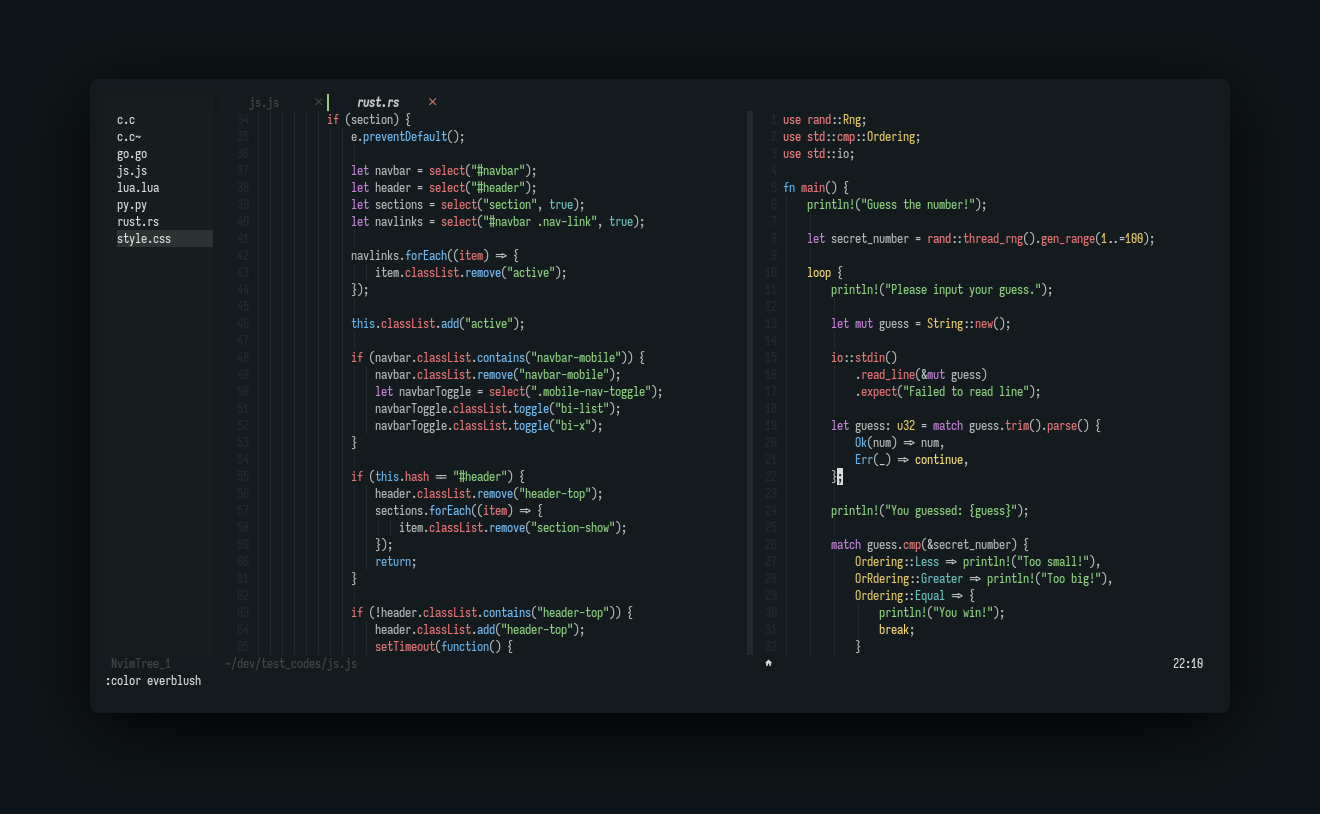 js.js ×
rust.rs ×
c.c
c.c~
go.go
js.js
lua.lua
py.py
rust.rs
style.css
34 if (section) {
35 e.preventDefault();
36
37 let navbar = select("#navbar");
38 let header = select("#header");
39 let sections = select("section", true);
40 let navlinks = select("#navbar .nav-link", true);
41
42 navlinks.forEach((item) => {
43 item.classList.remove("active");
44 });
45
46 this.classList.add("active");
47
48 if (navbar.classList.contains("navbar-mobile")) {
49 navbar.classList.remove("navbar-mobile");
50 let navbarToggle = select(".mobile-nav-toggle");
51 navbarToggle.classList.toggle("bi-list");
52 navbarToggle.classList.toggle("bi-x");
53 }
54
55 if (this.hash == "#header") {
56 header.classList.remove("header-top");
57 sections.forEach((item) => {
58 item.classList.remove("section-show");
59 });
60 return;
61 }
62
63 if (!header.classList.contains("header-top")) {
64 header.classList.add("header-top");
65 setTimeout(function() {
1 use rand::Rng;
2 use std::cmp::Ordering;
3 use std::io;
4
5 fn main() {
6 println!("Guess the number!");
7
8 let secret_number = rand::thread_rng().gen_range(1..=100);
9
10 loop {
11 println!("Please input your guess.");
12
13 let mut guess = String::new();
14
15 io::stdin()
16 .read_line(&mut guess)
17 .expect("Failed to read line");
18
19 let guess: u32 = match guess.trim().parse() {
20 Ok(num) => num,
21 Err(_) => continue,
22 };
23
24 println!("You guessed: {guess}");
25
26 match guess.cmp(&secret_number) {
27 Ordering::Less => println!("Too small!"),
28 OrRdering::Greater => println!("Too big!"),
29 Ordering::Equal => {
30 println!("You win!");
31 break;
32 }
NvimTree_1
~/dev/test_codes/js.js
22:10
:color everblush